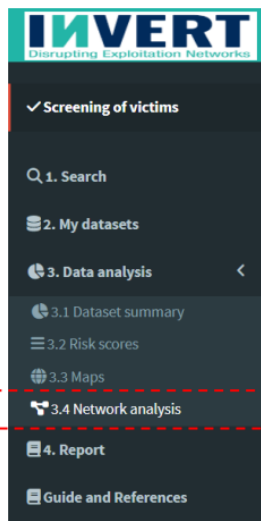 INVERT
Disrupting Exploitation Networks
Screening of victims
1. Search
2. My datasets
3. Data analysis
3.1 Dataset summary
3.2 Risk scores
3.3 Maps
3.4 Network analysis
4. Report
Guide and References